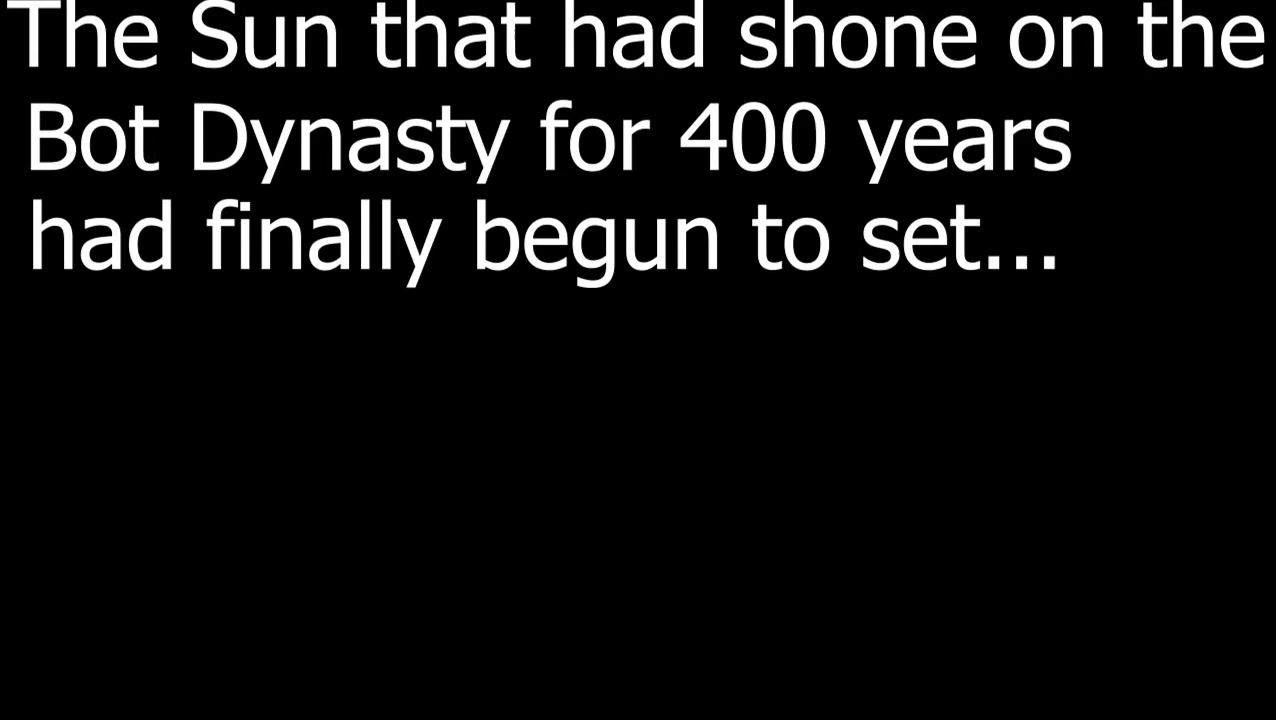 The Sun that had shone on the
Bot Dynasty for 400 years
had finally begun to set...